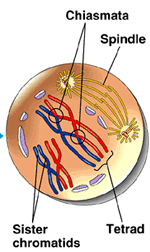 Chiasmata
Spindle
Sister
chromatids
Tetrad